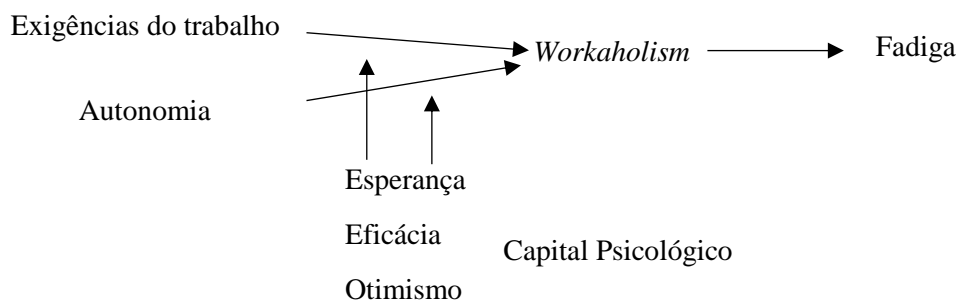 Exigências do trabalho
Workaholism
Fadiga
Autonomia
Esperança
Eficácia
Capital Psicológico
Otimismo